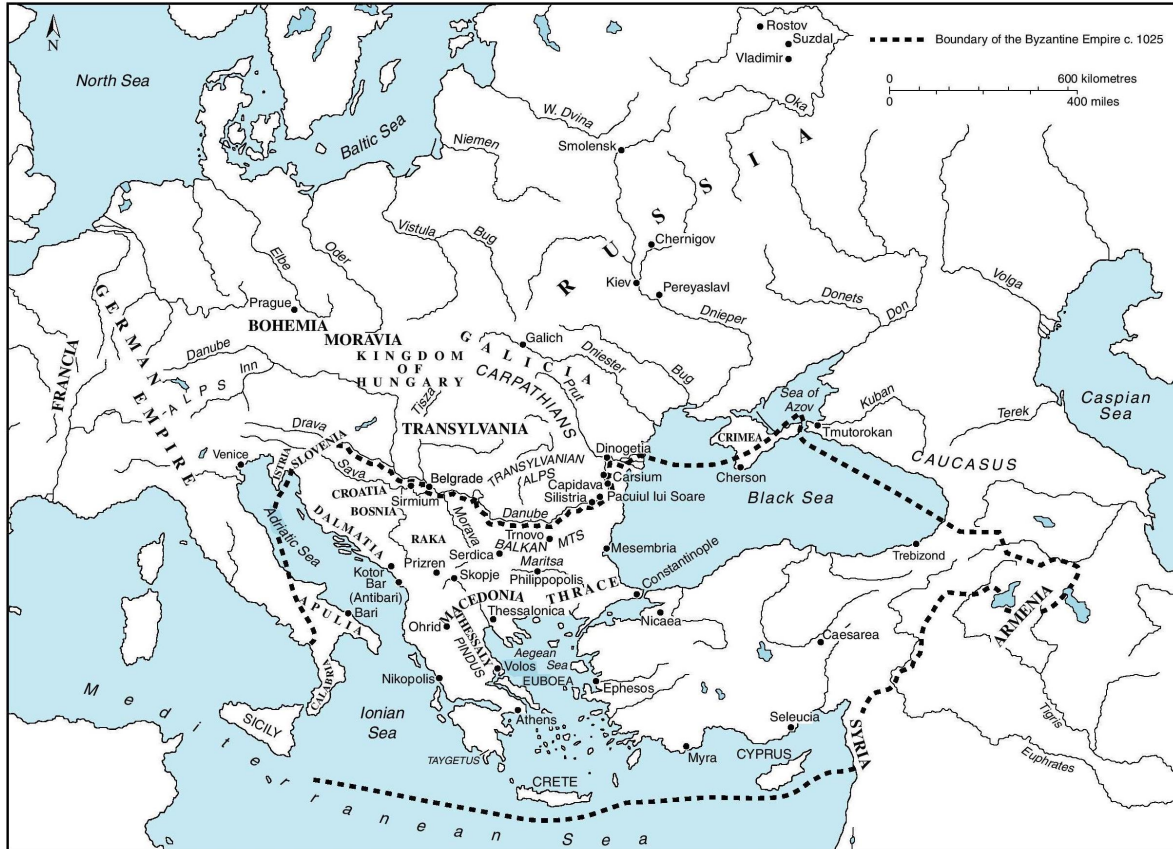 N
North Sea
Baltic Sea
Rostov
Suzdal
Vladimir
Boundary of the Byzantine Empire c. 1025
0 600 kilometres
0 400 miles
W. Dvina
Oka
Niemen
Smolensk
RUSSIA
Vistula
Bug
Elbe
Oder
Chernigov
Kiev
Pereyaslavl
Donets
Don
Volga
Dnieper
Prague
BOHEMIA
MORAVIA
GERMAN EMPIRE
FRANCIA
Danube
Inn
ALPS
KINGDOM
OF
HUNGARY
Tisza
Galich
GALICIA
CARPATHIANS
Prut
Dniester
Bug
Sea of
Azov
Kuban
Terek
Caspian
Sea
Tmutorokan
CAUCASUS
CRIMEA
Cherson
Black Sea
TRANSYLVANIA
Drava
Venice
ISTRIA
SLOVENIA
Sava
Belgrade
Sirmium
CROATIA
BOSNIA
TRANSYLVANIAN
ALPS
Dinogetia
Carsium
Capidava
Pacuiul lui Soare
Silistria
Danube
Morava
Adriatic Sea
DALMATIA
RAKA
Trnovo
BALKAN MTS
Serdica
Mesembria
Prizren
Skopje
Maritsa
Philippopolis
Constantinople
Kotor
Bar
(Antibari)
Bari
APULIA
MACEDONIA
THRACE
Thessalonica
Ohrid
THESSALY
PINDUS
Nicaea
Trebizond
ARMENIA
Caesarea
Aegean
Sea
Volos
EUBOEA
Ephesos
Nikopolis
CALABRIA
SICILY
Ionian
Sea
Athens
TAYGETUS
CRETE
Myra
Seleucia
CYPRUS
SYRIA
Tigris
Euphrates
Mediterranean Sea